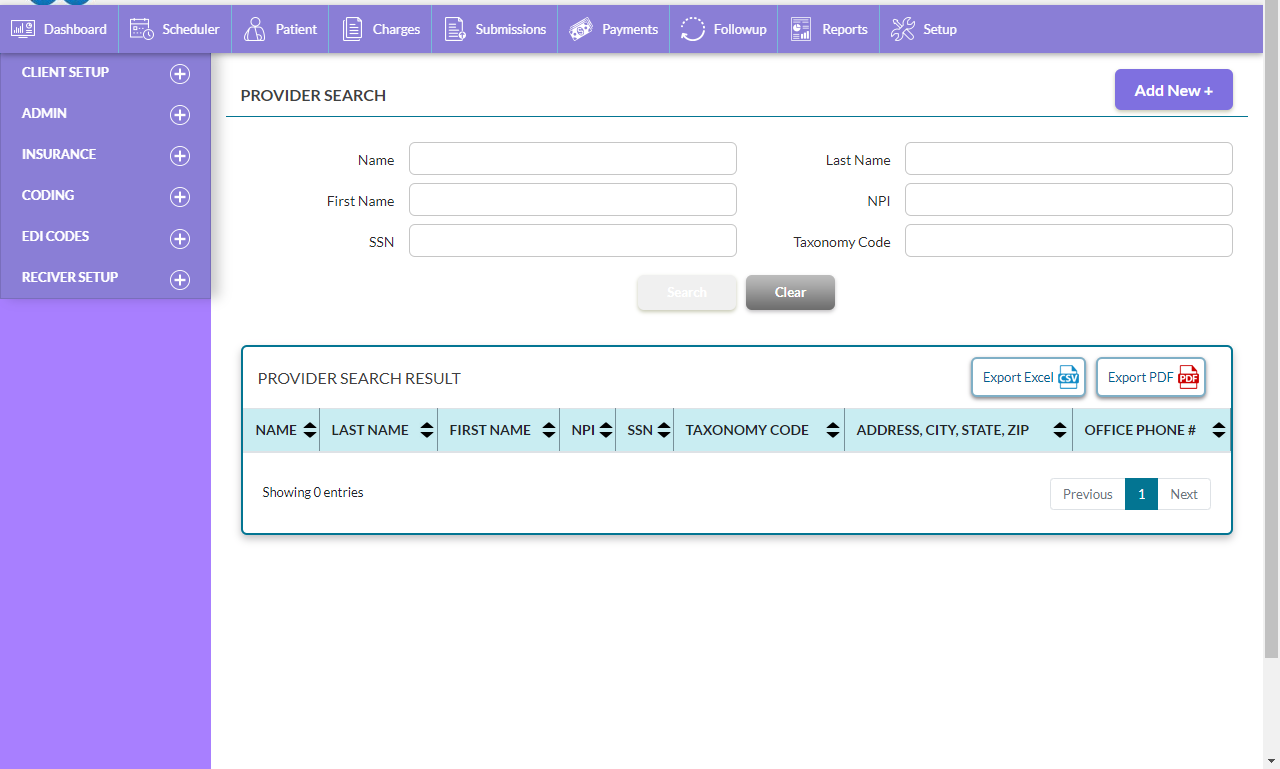 Dashboard Scheduler Patient Charges Submissions Payments Followup Reports Setup
CLIENT SETUP
ADMIN
INSURANCE
CODING
EDI CODES
RECIVER SETUP
PROVIDER SEARCH
Add New +
Name
Last Name
First Name
NPI
SSN
Taxonomy Code
Search
Clear
PROVIDER SEARCH RESULT
Export Excel CSV
Export PDF PDF
NAME LAST NAME FIRST NAME NPI SSN TAXONOMY CODE ADDRESS, CITY, STATE, ZIP OFFICE PHONE #
Showing 0 entries
Previous 1 Next